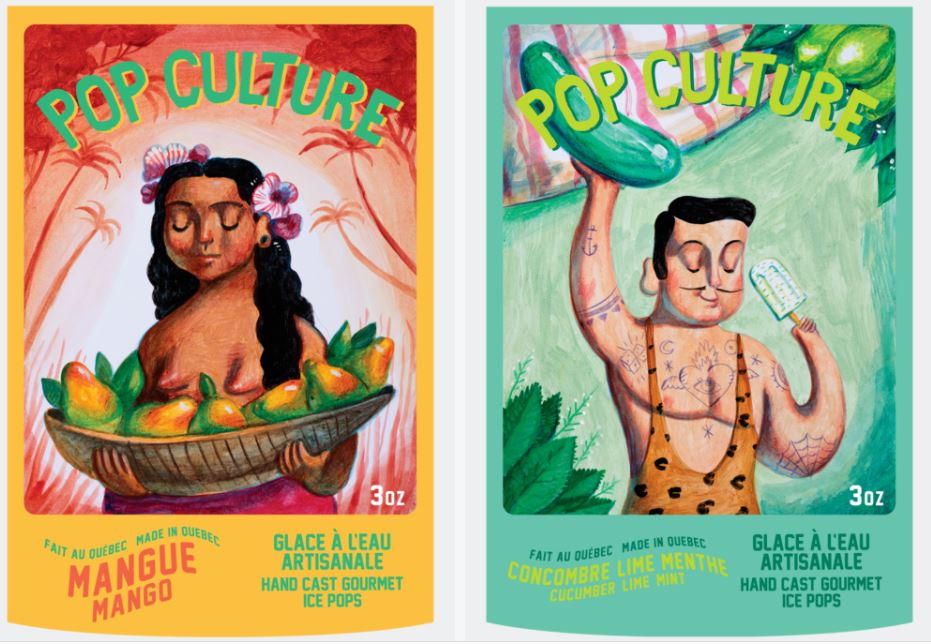 POP CULTURE
3OZ
FAIT AU QUÉBEC MADE IN QUEBEC
MANGUE
MANGO
GLACE À L'EAU
ARTISANALE
HAND CAST GOURMET
ICE POPS
POP CULTURE
3OZ
FAIT AU QUÉBEC MADE IN QUEBEC
CONCOMBRE LIME MENTHE
CUCUMBER LIME MINT
GLACE À L'EAU
ARTISANALE
HAND CAST GOURMET
ICE POPS